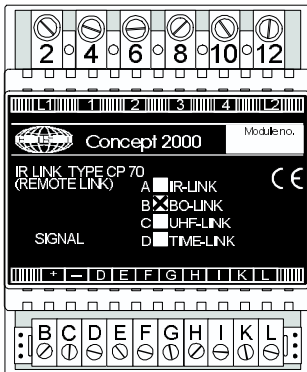 2 4 6 8 10 12
L1 1 2 3 4 L2
Concept 2000
Module no.
IR LINK TYPE CP 70
(REMOTE LINK)
A IR-LINK
B BO-LINK
C UHF-LINK
D TIME-LINK
CE
SIGNAL
+ — D E F G H I K L
B C D E F G H I K L